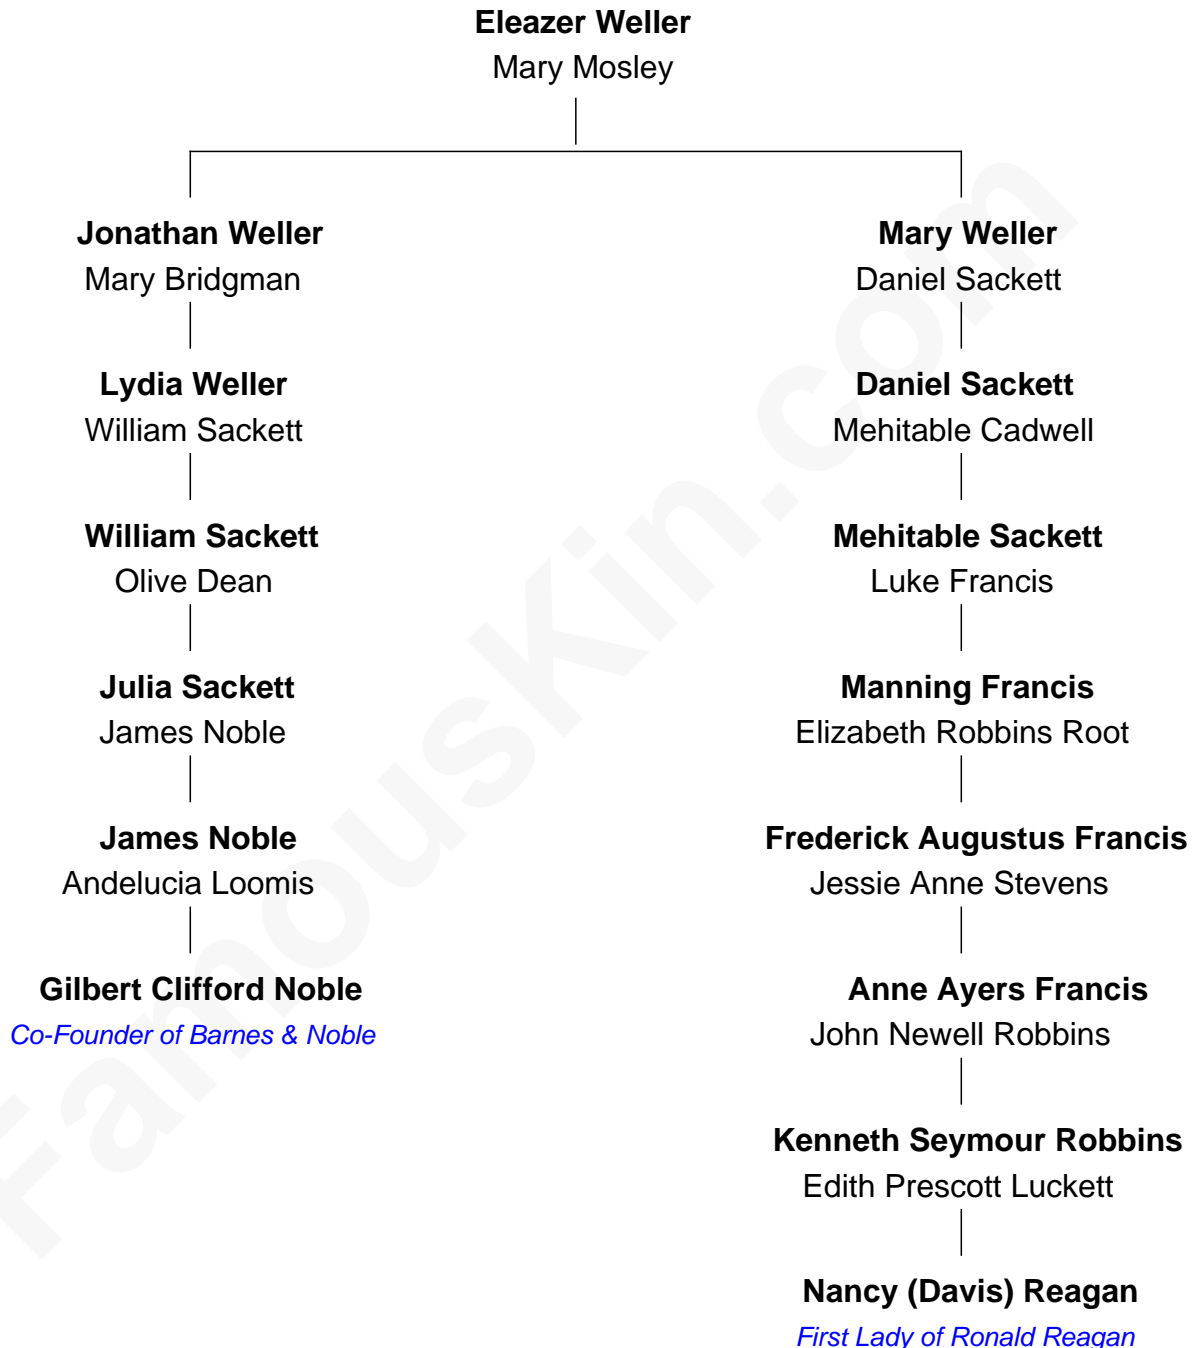 Eleazer Weller
Mary Mosley
Jonathan Weller
Mary Bridgman
Lydia Weller
William Sackett
William Sackett
Olive Dean
Julia Sackett
James Noble
James Noble
Andelucia Loomis
Gilbert Clifford Noble
Co-Founder of Barnes & Noble
Mary Weller
Daniel Sackett
Daniel Sackett
Mehitable Cadwell
Mehitable Sackett
Luke Francis
Manning Francis
Elizabeth Robbins Root
Frederick Augustus Francis
Jessie Anne Stevens
Anne Ayers Francis
John Newell Robbins
Kenneth Seymour Robbins
Edith Prescott Luckett
Nancy (Davis) Reagan
First Lady of Ronald Reagan
FamousKin.com